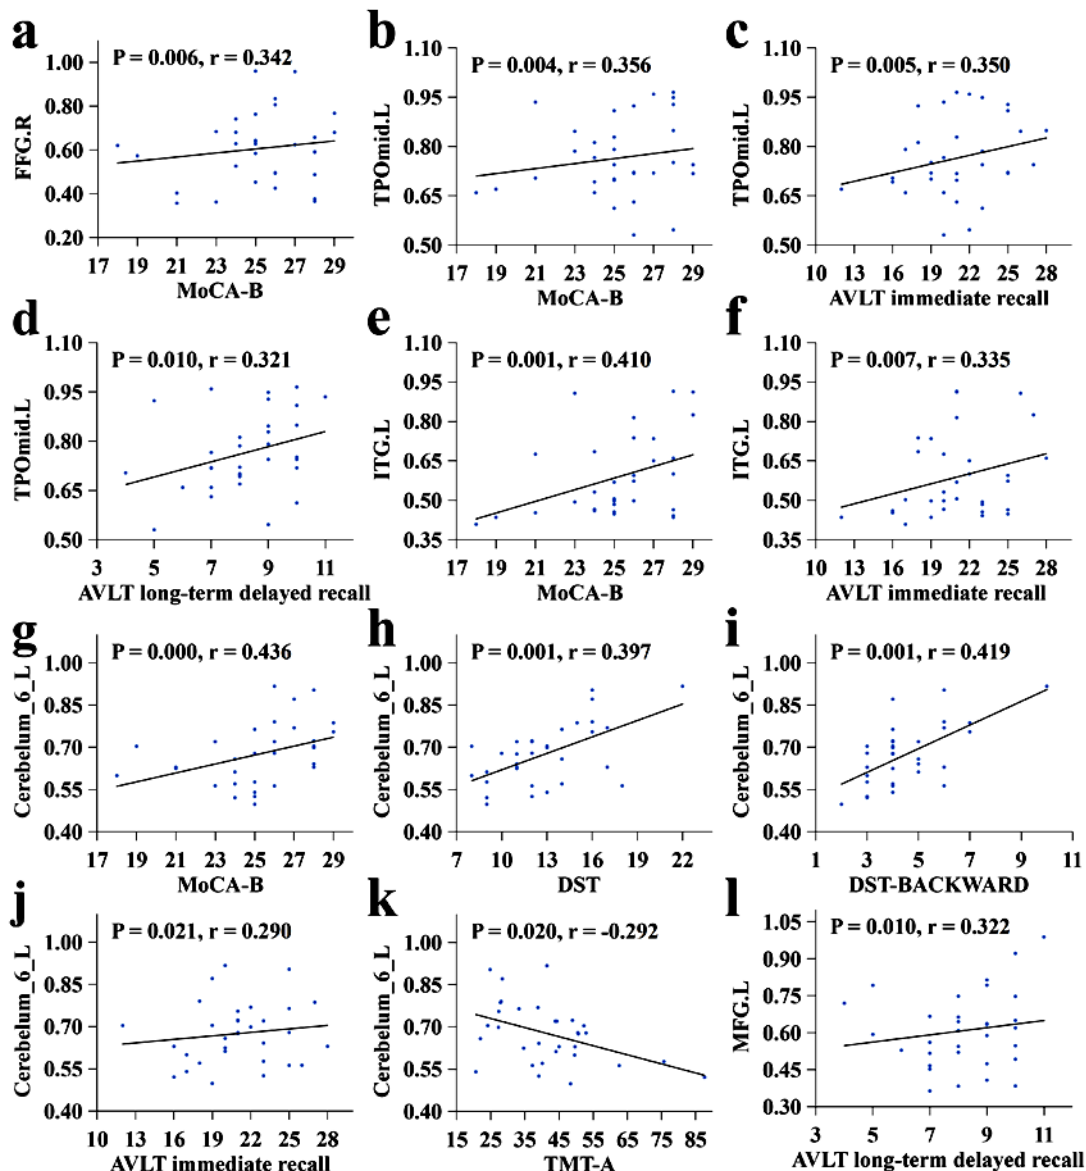 a
P = 0.006, r = 0.342
FFG.R
1.00
0.80
0.60
0.40
0.20
17 19 21 23 25 27 29
MoCA-B
b
P = 0.004, r = 0.356
TPOmid.L
1.10
0.95
0.80
0.65
0.50
17 19 21 23 25 27 29
MoCA-B
c
P = 0.005, r = 0.350
TPOmid.L
1.10
0.95
0.80
0.65
0.50
10 13 16 19 22 25 28
AVLT immediate recall
d
P = 0.010, r = 0.321
TPOmid.L
1.10
0.95
0.80
0.65
0.50
3 5 7 9 11
AVLT long-term delayed recall
e
P = 0.001, r = 0.410
ITG.L
1.10
0.95
0.80
0.65
0.50
0.35
17 19 21 23 25 27 29
MoCA-B
f
P = 0.007, r = 0.335
ITG.L
1.10
0.95
0.80
0.65
0.50
0.35
10 13 16 19 22 25 28
AVLT immediate recall
g
P = 0.000, r = 0.436
Cerebelum_6_L
1.00
0.85
0.70
0.55
0.40
17 19 21 23 25 27 29
MoCA-B
h
P = 0.001, r = 0.397
Cerebelum_6_L
1.00
0.85
0.70
0.55
0.40
7 10 13 16 19 22
DST
i
P = 0.001, r = 0.419
Cerebelum_6_L
1.00
0.85
0.70
0.55
0.40
1 3 5 7 9 11
DST-BACKWARD
j
P = 0.021, r = 0.290
Cerebelum_6_L
1.00
0.85
0.70
0.55
0.40
10 13 16 19 22 25 28
AVLT immediate recall
k
P = 0.020, r = -0.292
Cerebelum_6_L
1.00
0.85
0.70
0.55
0.40
15 25 35 45 55 65 75 85
TMT-A
l
P = 0.010, r = 0.322
MFG.L
1.05
0.90
0.75
0.60
0.45
0.30
3 5 7 9 11
AVLT long-term delayed recall